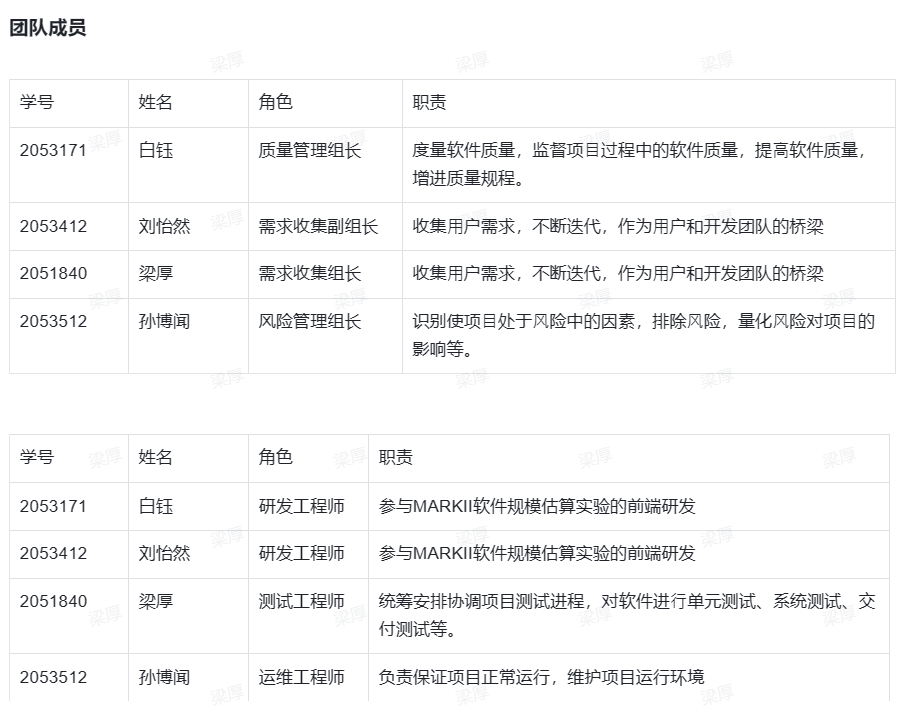 团队成员
学号 姓名 角色 职责
2053171 白钰 质量管理组长 度量软件质量，监督项目过程中的软件质量，提高软件质量，
增进质量规程。
2053412 刘怡然 需求收集副组长 收集用户需求，不断迭代，作为用户和开发团队的桥梁
2051840 梁厚 需求收集组长 收集用户需求，不断迭代，作为用户和开发团队的桥梁
2053512 孙博闻 风险管理组长 识别使项目处于风险中的因素，排除风险，量化风险对项目的
影响等。
学号 姓名 角色 职责
2053171 白钰 研发工程师 参与MARKII软件规模估算实验的前端研发
2053412 刘怡然 研发工程师 参与MARKII软件规模估算实验的前端研发
2051840 梁厚 测试工程师 统筹安排协调项目测试进程，对软件进行单元测试、系统测试、交
付测试等。
2053512 孙博闻 运维工程师 负责保证项目正常运行，维护项目运行环境